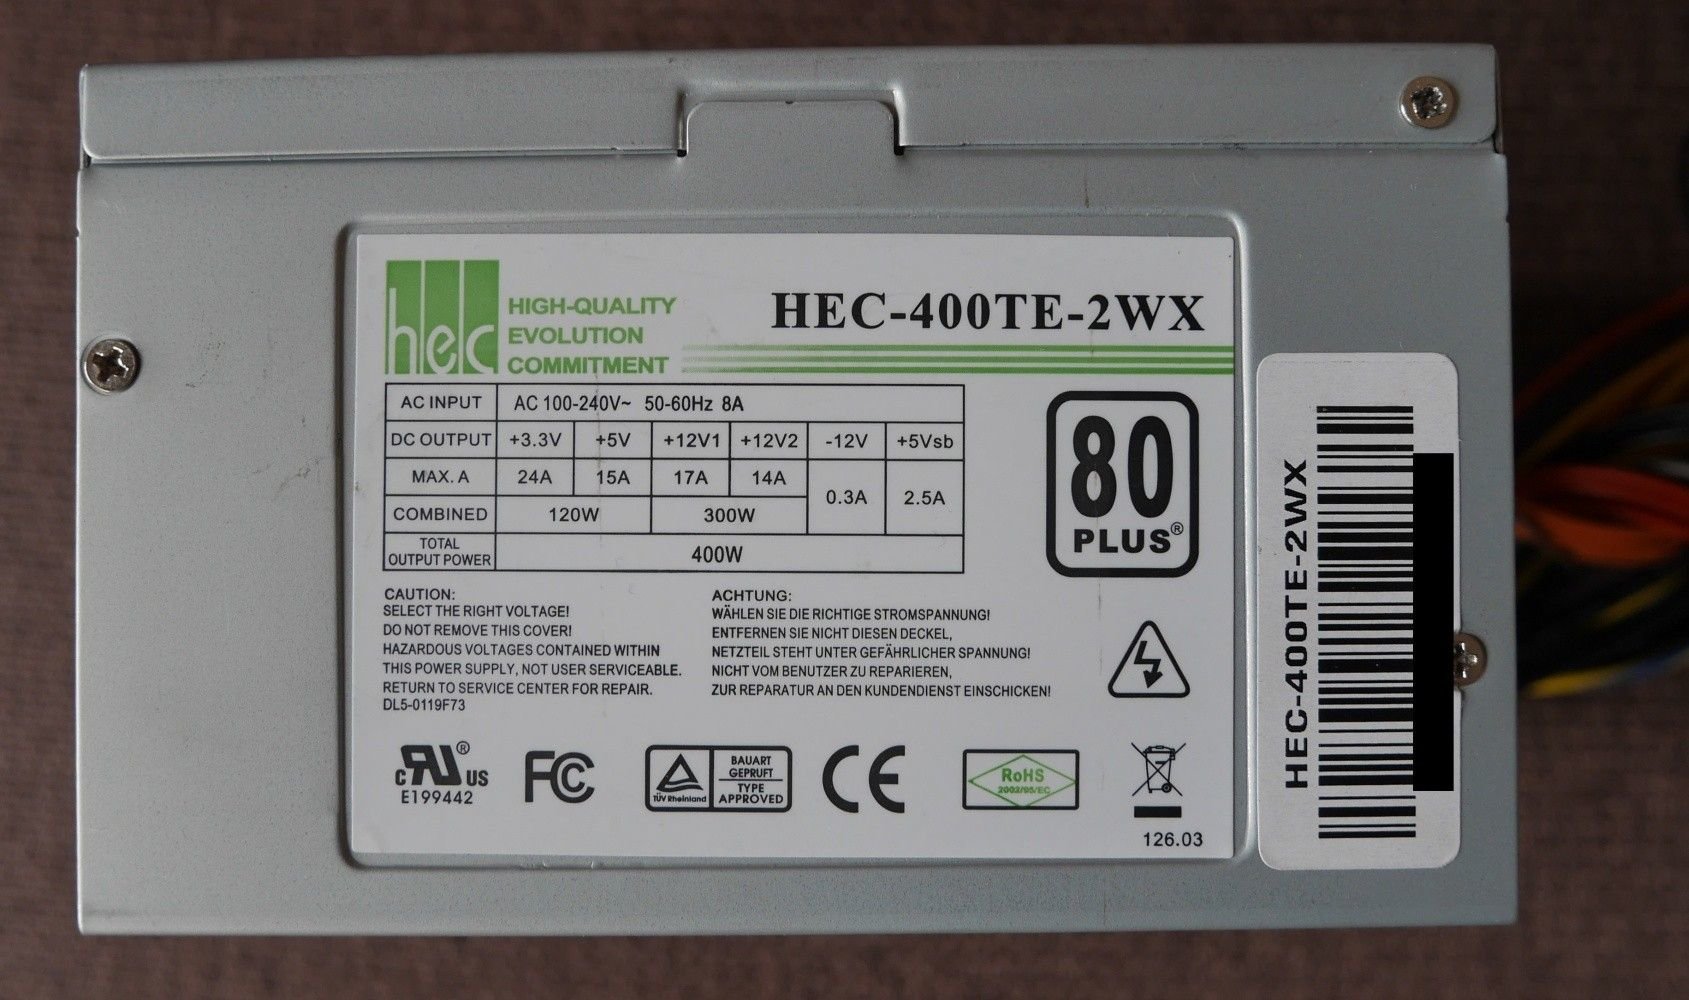 hec
HIGH-QUALITY
EVOLUTION
COMMITMENT
HEC-400TE-2WX
AC INPUT AC 100-240V~ 50-60Hz 8A
DC OUTPUT +3.3V +5V +12V1 +12V2 -12V +5Vsb
MAX. A 24A 15A 17A 14A 0.3A 2.5A
COMBINED 120W 300W
TOTAL
OUTPUT POWER 400W
80
PLUS®
CAUTION:
SELECT THE RIGHT VOLTAGE!
DO NOT REMOVE THIS COVER!
HAZARDOUS VOLTAGES CONTAINED WITHIN
THIS POWER SUPPLY, NOT USER SERVICEABLE.
RETURN TO SERVICE CENTER FOR REPAIR.
DL5-0119F73
ACHTUNG:
WÄHLEN SIE DIE RICHTIGE STROMSPANNUNG!
ENTFERNEN SIE NICHT DIESEN DECKEL,
NETZTEIL STEHT UNTER GEFÄHRLICHER SPANNUNG!
NICHT VOM BENUTZER ZU REPARIEREN,
ZUR REPARATUR AN DEN KUNDENDIENST EINSCHICKEN!
c RU ® US
E199442
FC
TÜV Rheinland
BAUART
GEPRUFT
TYPE
APPROVED
CE
RoHS
2002/95/EC
126.03
HEC-400TE-2WX